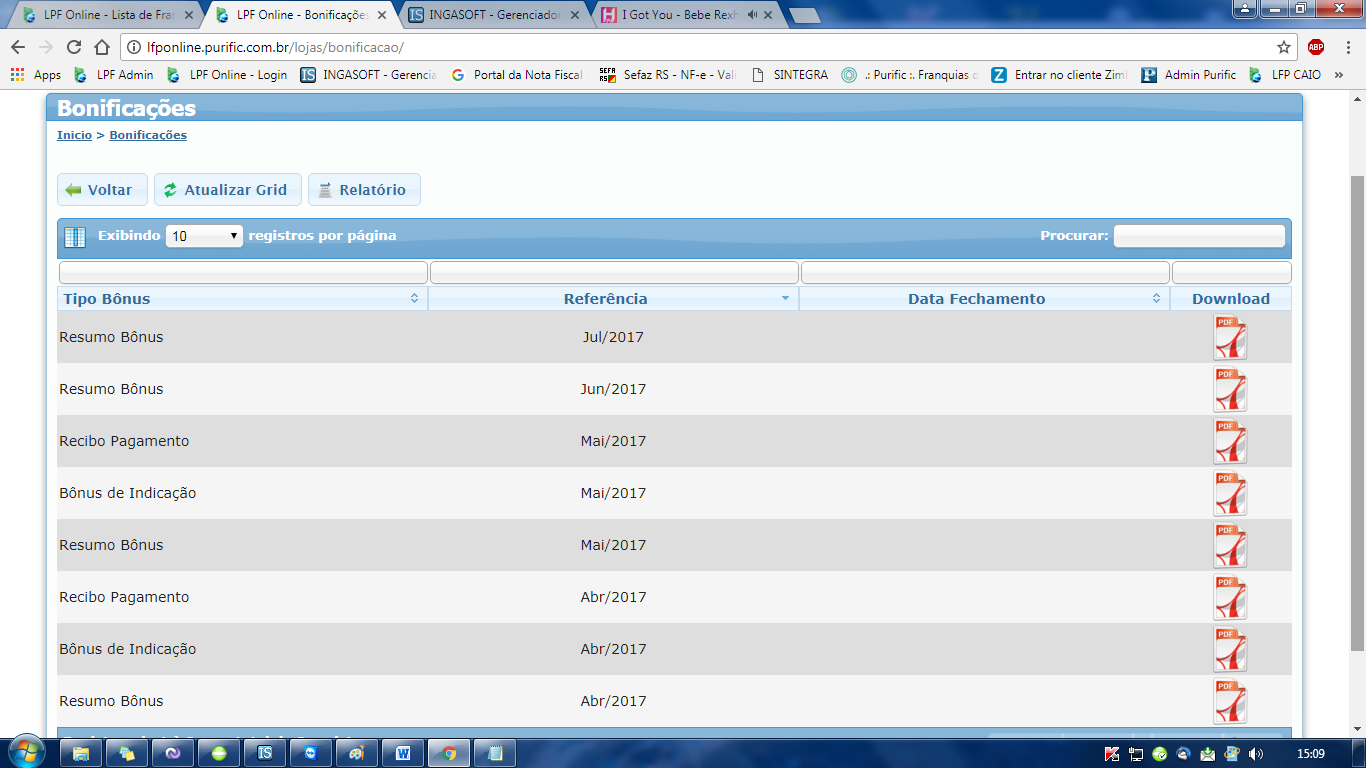 LPF Online - Lista de Fran
LPF Online - Bonificações
INGASOFT - Gerenciador
I Got You - Bebe Rexh
lfponline.purific.com.br/lojas/bonificacao/
ABP
Apps LPF Admin LPF Online - Login INGASOFT - Gerencia Portal da Nota Fiscal Sefaz RS - NF-e - Vali SINTEGRA .: Purific :. Franquias Entrar no cliente Zim Admin Purific LFP CAIO »
Bonificações
Inicio > Bonificações
Voltar Atualizar Grid Relatório
Exibindo 10 registros por página Procurar:
Tipo Bônus Referência Data Fechamento Download
Resumo Bônus Jul/2017 PDF
Resumo Bônus Jun/2017 PDF
Recibo Pagamento Mai/2017 PDF
Bônus de Indicação Mai/2017 PDF
Resumo Bônus Mai/2017 PDF
Recibo Pagamento Abr/2017 PDF
Bônus de Indicação Abr/2017 PDF
Resumo Bônus Abr/2017 PDF
15:09